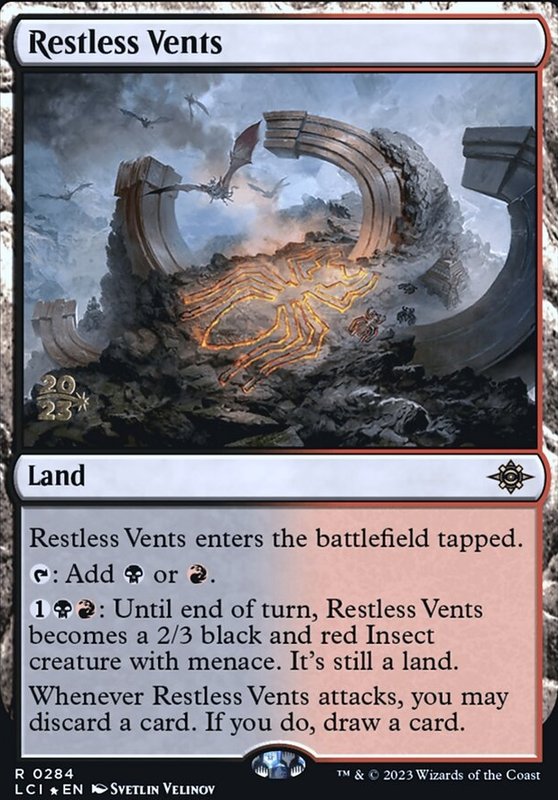 Restless Vents
20
23
Land
Restless Vents enters the battlefield tapped.
: Add or .
1: Until end of turn, Restless Vents
becomes a 2/3 black and red Insect
creature with menace. It's still a land.
Whenever Restless Vents attacks, you may
discard a card. If you do, draw a card.
R 0284
LCI ★ EN Svetlin Velinov
™ & © 2023 Wizards of the Coast